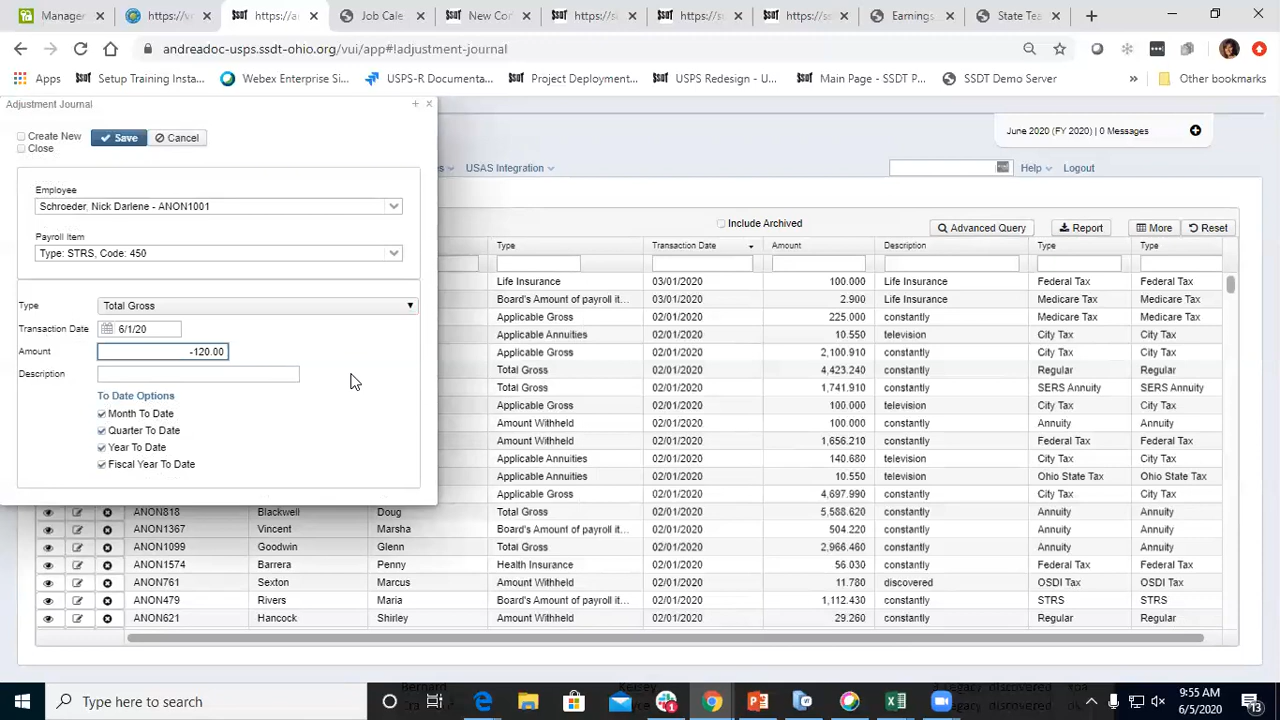 Manager
https://x
https://a
Job Cale
New Cor
https://sl
https://x
https://s
Earnings
State Tea
andreadoc-usps.ssdt-ohio.org/vui/app#!adjustment-journal
Apps
Setup Training Insta...
Webex Enterprise Si...
USPS-R Documenta...
Project Deployment...
USPS Redesign - U...
Main Page - SSDT P...
SSDT Demo Server
»
Other bookmarks
Adjustment Journal
+ ×
June 2020 (FY 2020) | 0 Messages
Create New
Close
Save
Cancel
USAS Integration
Help
Logout
Employee
Schroeder, Nick Darlene - ANON1001
Payroll Item
Type: STRS, Code: 450
Type
Total Gross
Transaction Date
6/1/20
Amount
-120.00
Description
To Date Options
Month To Date
Quarter To Date
Year To Date
Fiscal Year To Date
Include Archived
Advanced Query
Report
More
Reset
Type Transaction Date Amount Description Type Type
Life Insurance 03/01/2020 100.000 Life Insurance Federal Tax Federal Tax
Board's Amount of payroll it... 03/01/2020 2.900 Life Insurance Medicare Tax Medicare Tax
Applicable Gross 02/01/2020 225.000 constantly Medicare Tax Medicare Tax
Applicable Annuities 02/01/2020 10.550 television City Tax City Tax
Applicable Gross 02/01/2020 2,100.910 constantly City Tax City Tax
Total Gross 02/01/2020 4,423.240 constantly Regular Regular
Total Gross 02/01/2020 1,741.910 constantly SERS Annuity SERS Annuity
Applicable Gross 02/01/2020 100.000 television City Tax City Tax
Amount Withheld 02/01/2020 100.000 constantly Annuity Annuity
Amount Withheld 02/01/2020 1,656.210 constantly Federal Tax Federal Tax
Applicable Annuities 02/01/2020 140.680 television City Tax City Tax
Applicable Annuities 02/01/2020 10.550 television Ohio State Tax Ohio State Tax
Applicable Gross 02/01/2020 4,697.990 constantly City Tax City Tax
ANON818 Blackwell Doug Total Gross 02/01/2020 5,588.620 constantly Annuity Annuity
ANON1367 Vincent Marsha Board's Amount of payroll it... 02/01/2020 504.220 constantly Annuity Annuity
ANON1099 Goodwin Glenn Total Gross 02/01/2020 2,966.460 constantly Annuity Annuity
ANON1574 Barrera Penny Health Insurance 02/01/2020 56.030 constantly Federal Tax Federal Tax
ANON761 Sexton Marcus Amount Withheld 02/01/2020 11.780 discovered OSDI Tax OSDI Tax
ANON479 Rivers Maria Board's Amount of payroll it... 02/01/2020 1,112.430 constantly STRS STRS
ANON621 Hancock Shirley Amount Withheld 02/01/2020 29.260 constantly Regular Regular
Type here to search
9:55 AM
6/5/2020
13